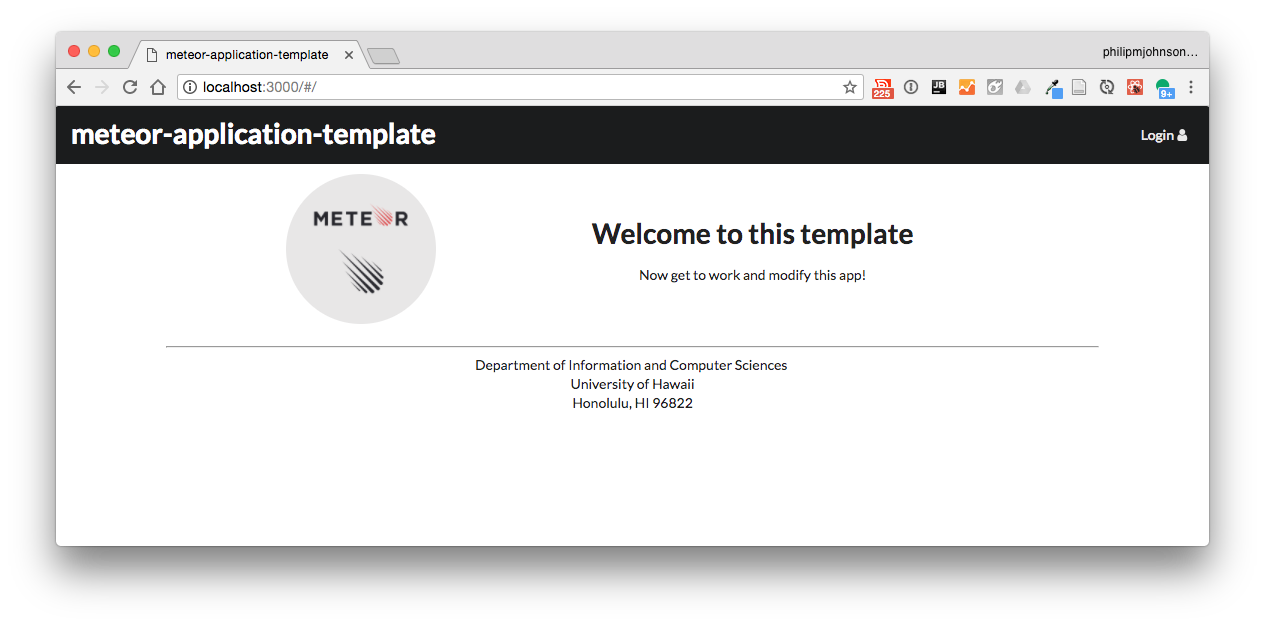 meteor-application-template
philipmjohnson...
localhost:3000/#/
225
JB
9+
meteor-application-template
Login
METEOR
Welcome to this template
Now get to work and modify this app!
Department of Information and Computer Sciences
University of Hawaii
Honolulu, HI 96822